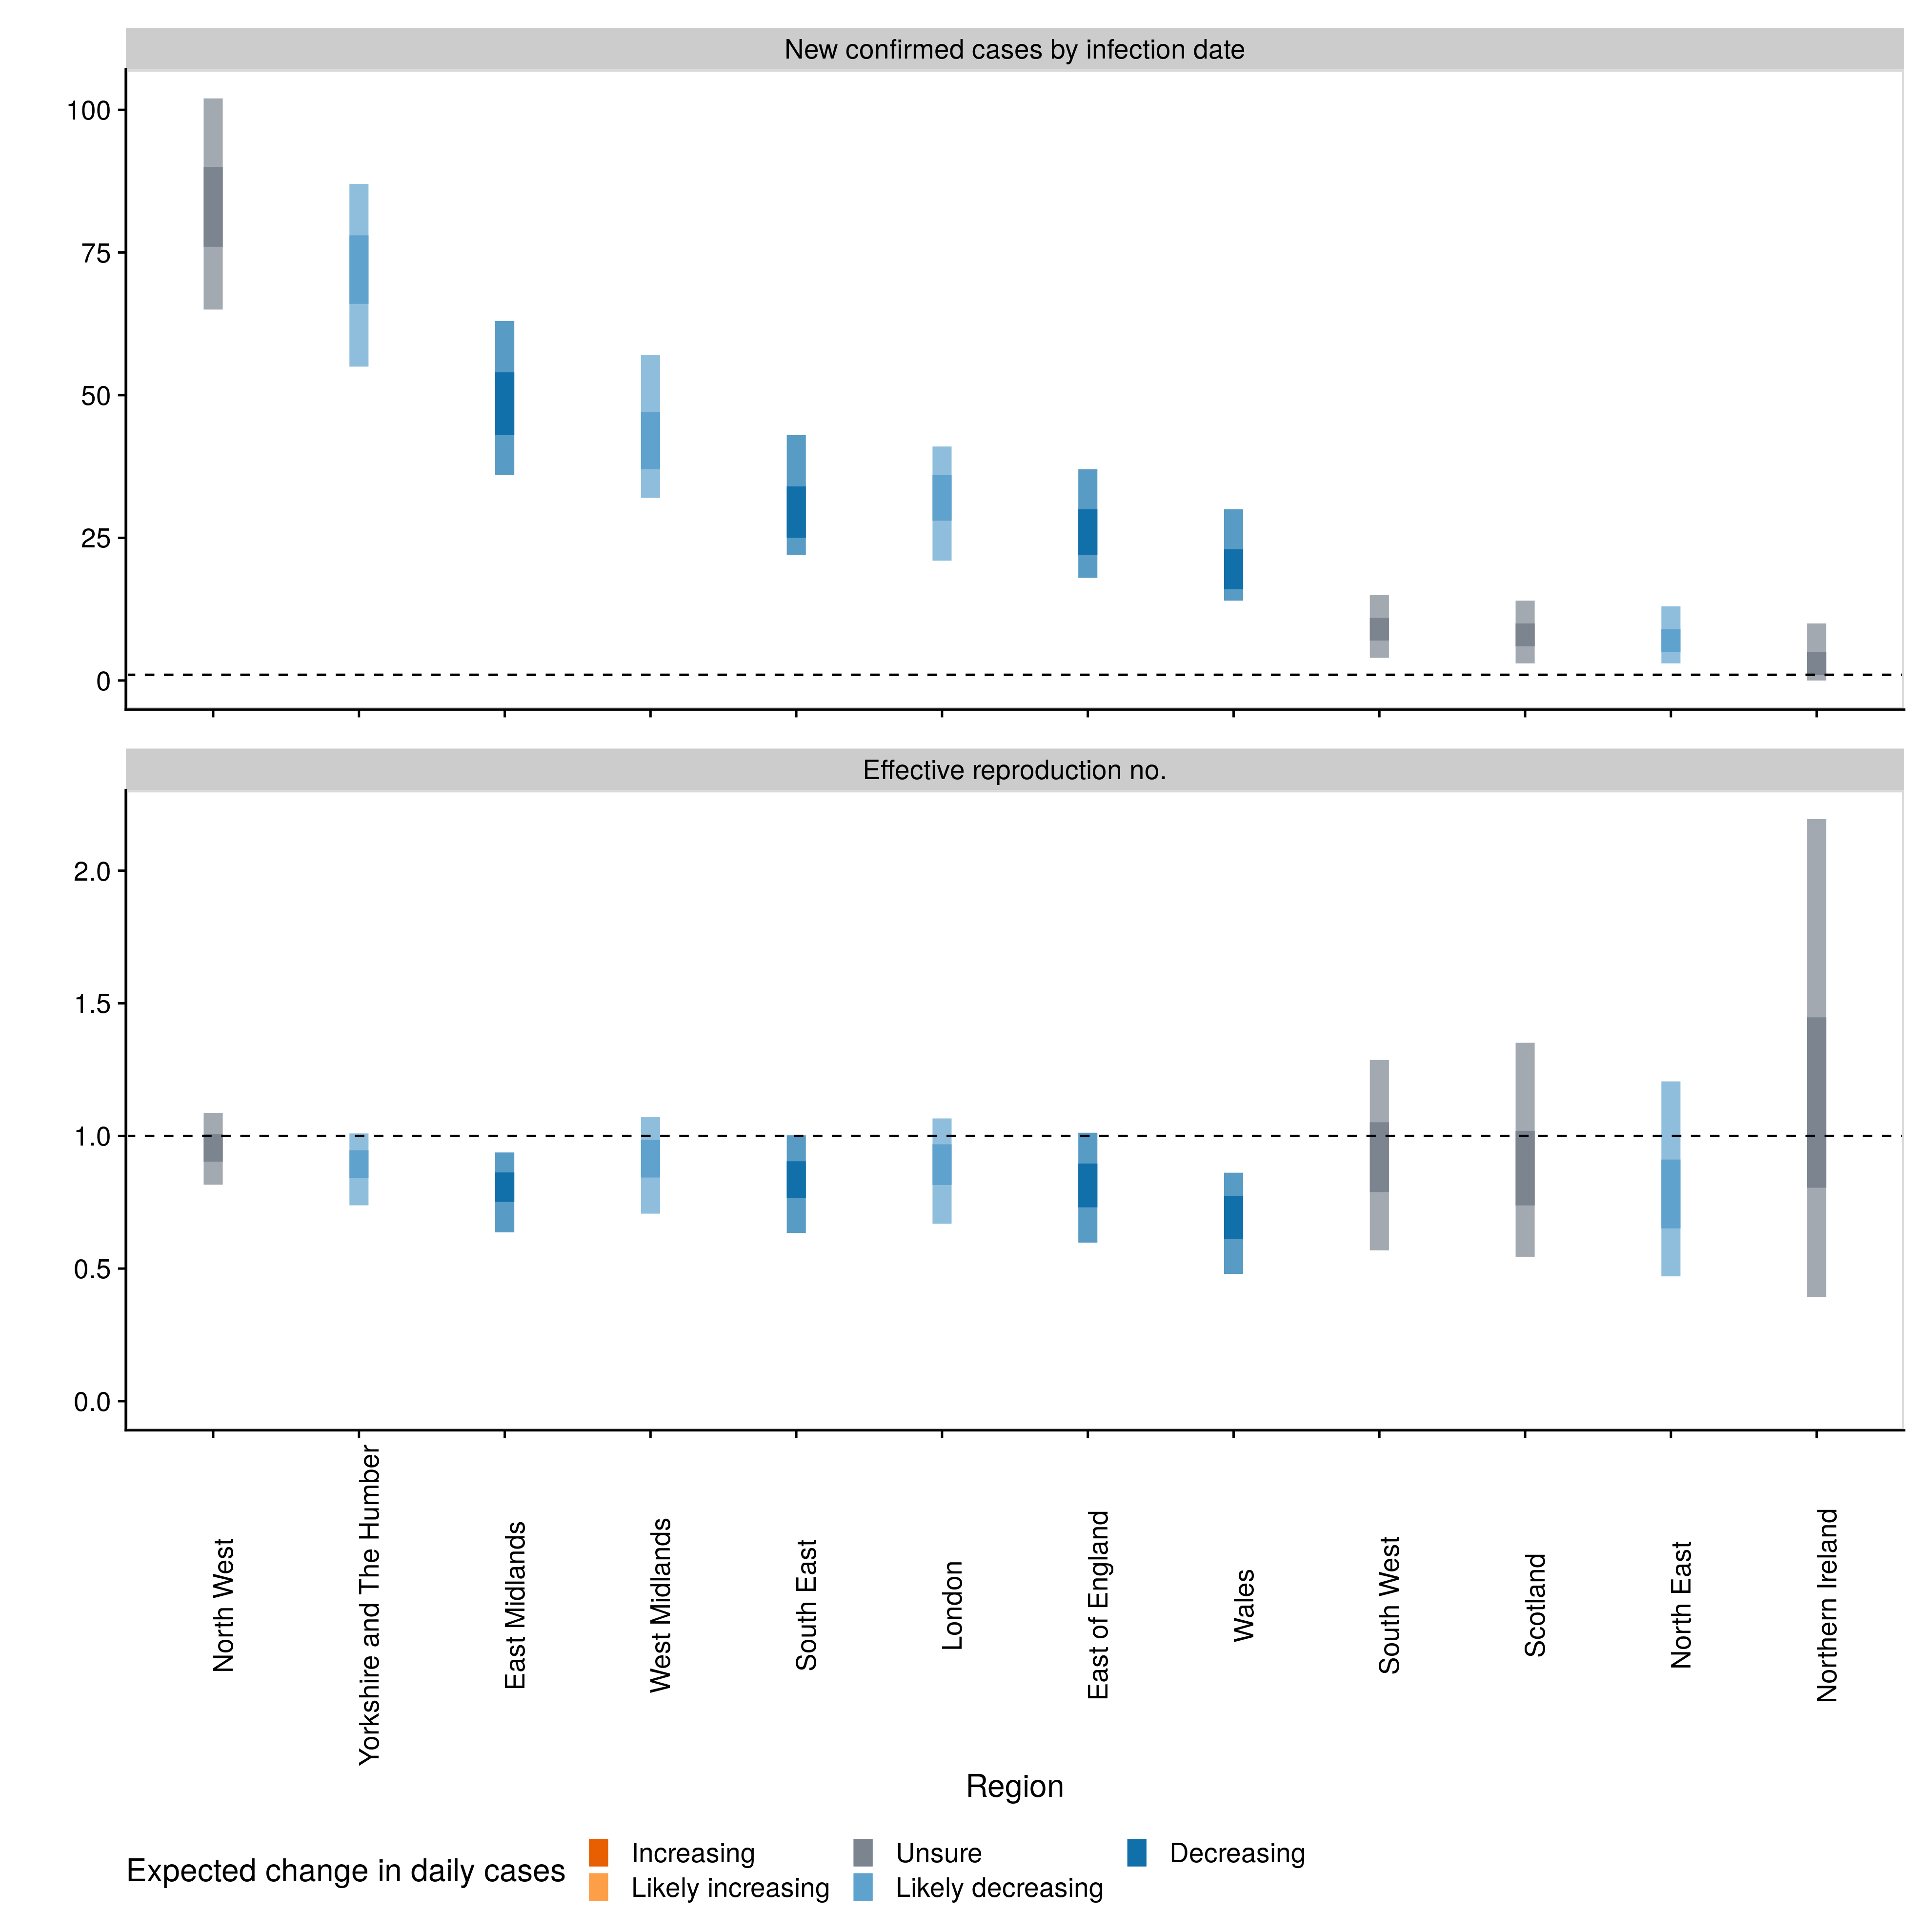 New confirmed cases by infection date
100
75
50
25
0
Effective reproduction no.
2.0
1.5
1.0
0.5
0.0
North West
Yorkshire and The Humber
East Midlands
West Midlands
South East
London
East of England
Wales
South West
Scotland
North East
Northern Ireland
Region
Expected change in daily cases
Increasing
Likely increasing
Unsure
Likely decreasing
Decreasing